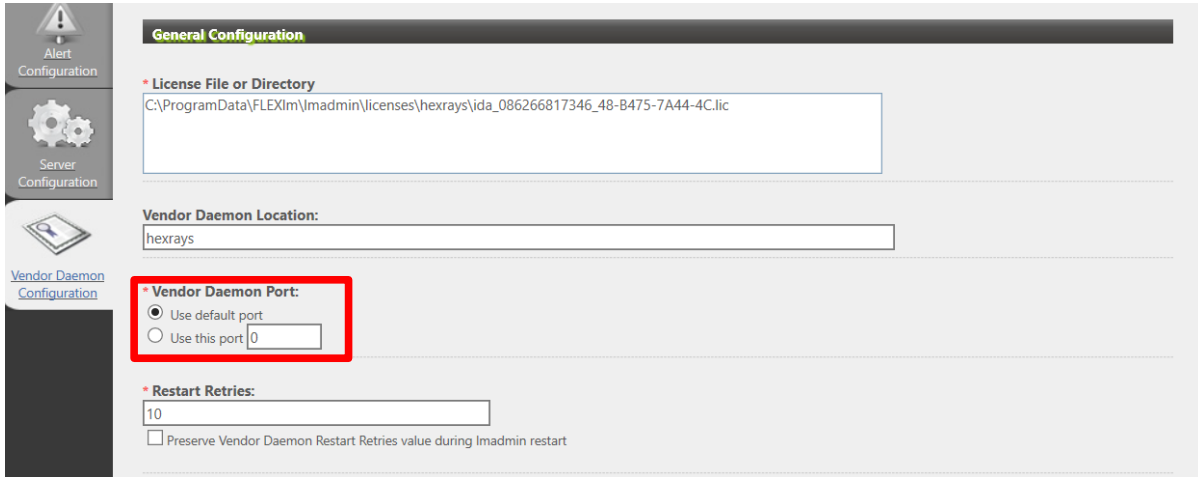 Alert
Configuration
Server
Configuration
Vendor Daemon
Configuration
General Configuration
* License File or Directory
C:\ProgramData\FLEXlm\lmadmin\licenses\hexrays\ida_086266817346_48-B475-7A44-4C.lic
Vendor Daemon Location:
hexrays
* Vendor Daemon Port:
Use default port
Use this port 0
* Restart Retries:
10
Preserve Vendor Daemon Restart Retries value during lmadmin restart